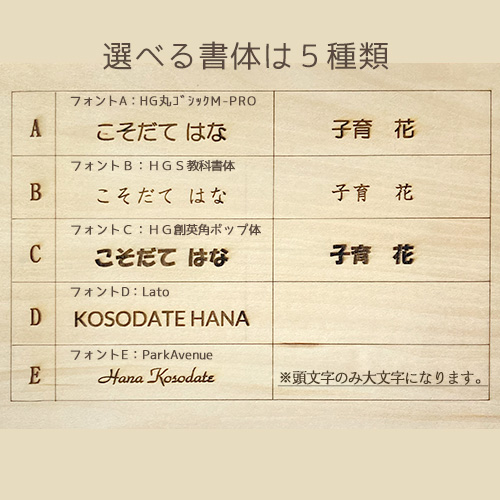 選べる書体は５種類
フォントA：HG丸ｺﾞｼｯｸM-PRO
A こそだて はな 子育 花
フォントB：ＨＧＳ教科書体
B こそだて はな 子育 花
フォントC：ＨＧ創英角ポップ体
C こそだて はな 子育 花
フォントD：Lato
D KOSODATE HANA
フォントE：ParkAvenue
E Hana Kosodate ※頭文字のみ大文字になります。